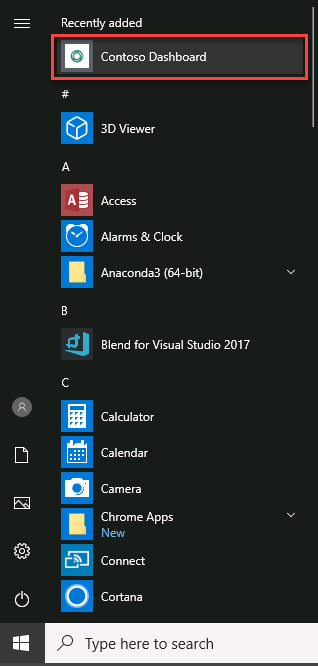 Recently added
Contoso Dashboard
#
3D Viewer
A
Access
Alarms & Clock
Anaconda3 (64-bit)
B
Blend for Visual Studio 2017
C
Calculator
Calendar
Camera
Chrome Apps
New
Connect
Cortana
Type here to search